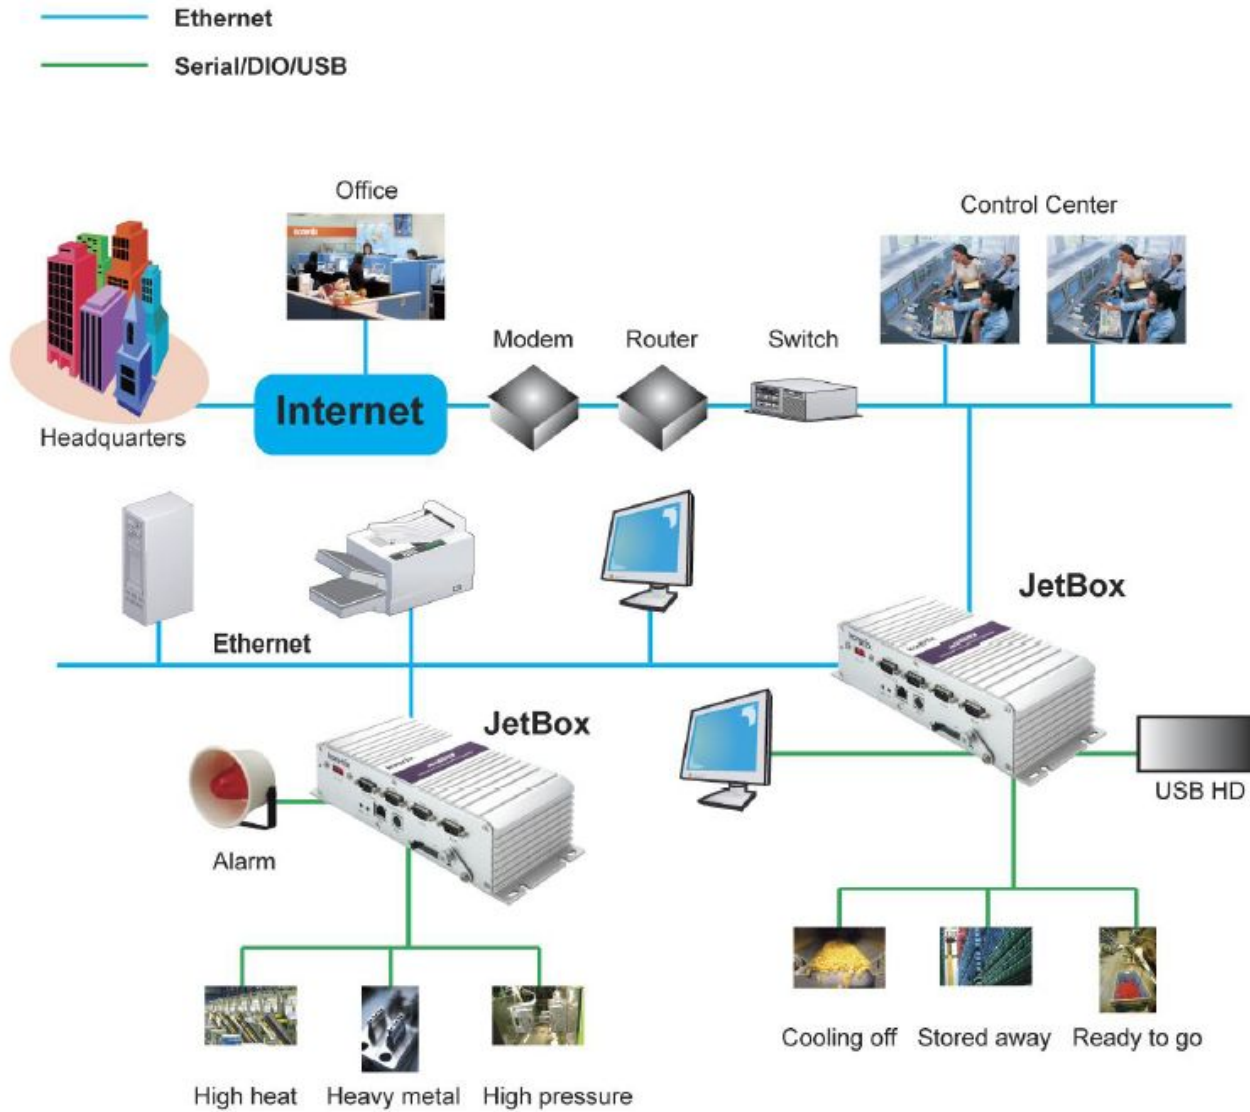 Ethernet
Serial/DIO/USB
Office
Control Center
Modem
Router
Switch
Internet
Headquarters
JetBox
Ethernet
JetBox
USB HD
Alarm
Cooling off
Stored away
Ready to go
High heat
Heavy metal
High pressure